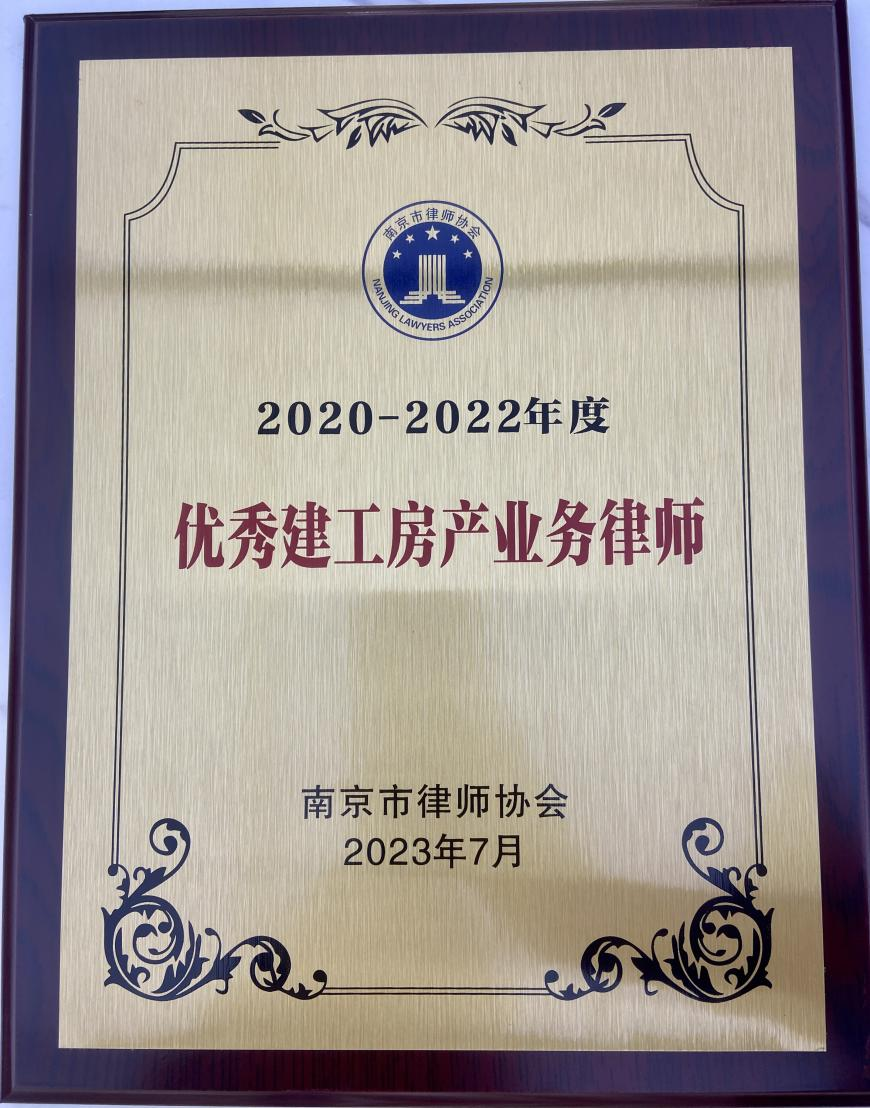 南京市律师协会
NANJING LAWYERS ASSOCIATION
2020-2022年度
优秀建工房产业务律师
南京市律师协会
2023年7月